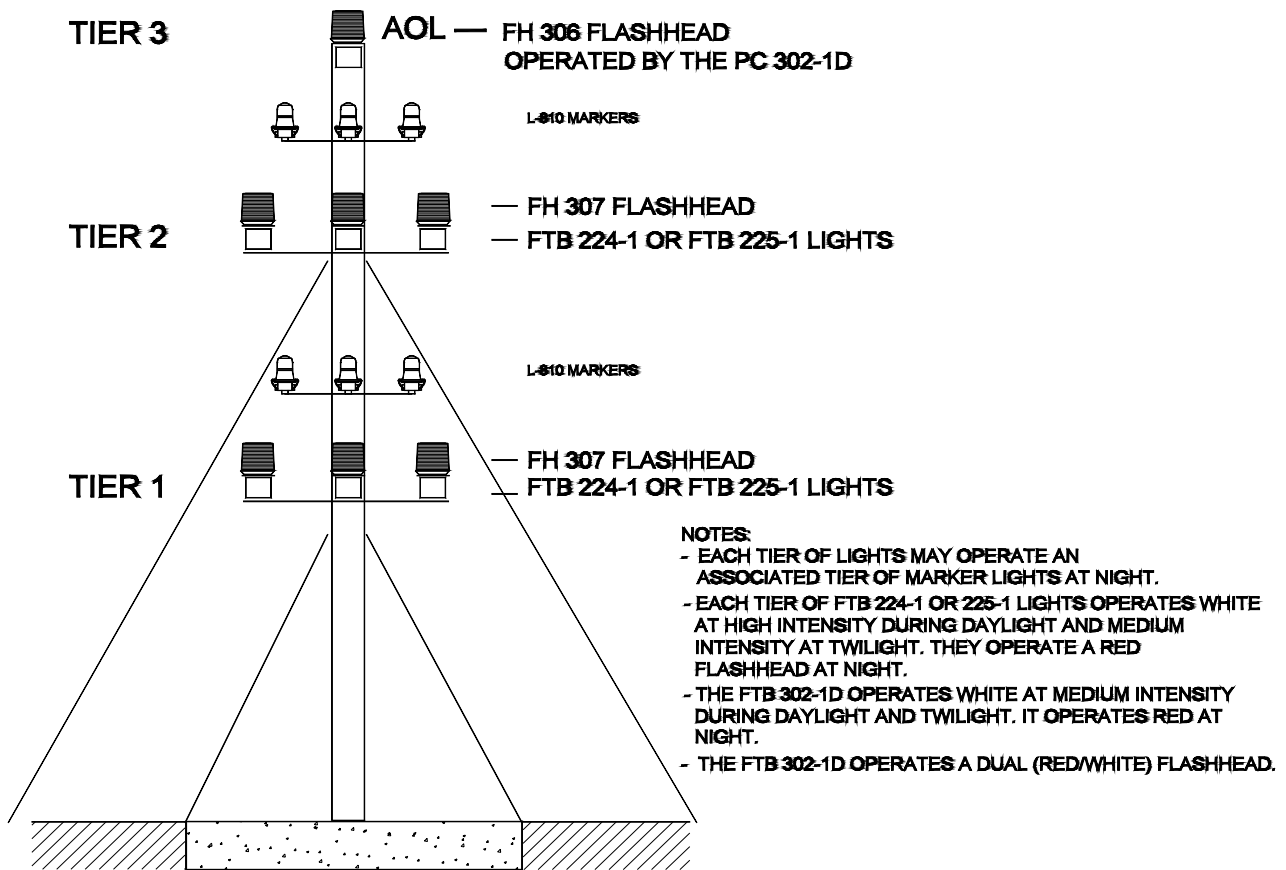 TIER 3
AOL — FH 306 FLASHHEAD
OPERATED BY THE PC 302-1D
L-810 MARKERS
FH 307 FLASHHEAD
TIER 2
FTB 224-1 OR FTB 225-1 LIGHTS
L-810 MARKERS
FH 307 FLASHHEAD
TIER 1
FTB 224-1 OR FTB 225-1 LIGHTS
NOTES:
- EACH TIER OF LIGHTS MAY OPERATE AN
ASSOCIATED TIER OF MARKER LIGHTS AT NIGHT.
- EACH TIER OF FTB 224-1 OR 225-1 LIGHTS OPERATES WHITE
AT HIGH INTENSITY DURING DAYLIGHT AND MEDIUM
INTENSITY AT TWILIGHT. THEY OPERATE A RED
FLASHHEAD AT NIGHT.
- THE FTB 302-1D OPERATES WHITE AT MEDIUM INTENSITY
DURING DAYLIGHT AND TWILIGHT. IT OPERATES RED AT
NIGHT.
- THE FTB 302-1D OPERATES A DUAL (RED/WHITE) FLASHHEAD.